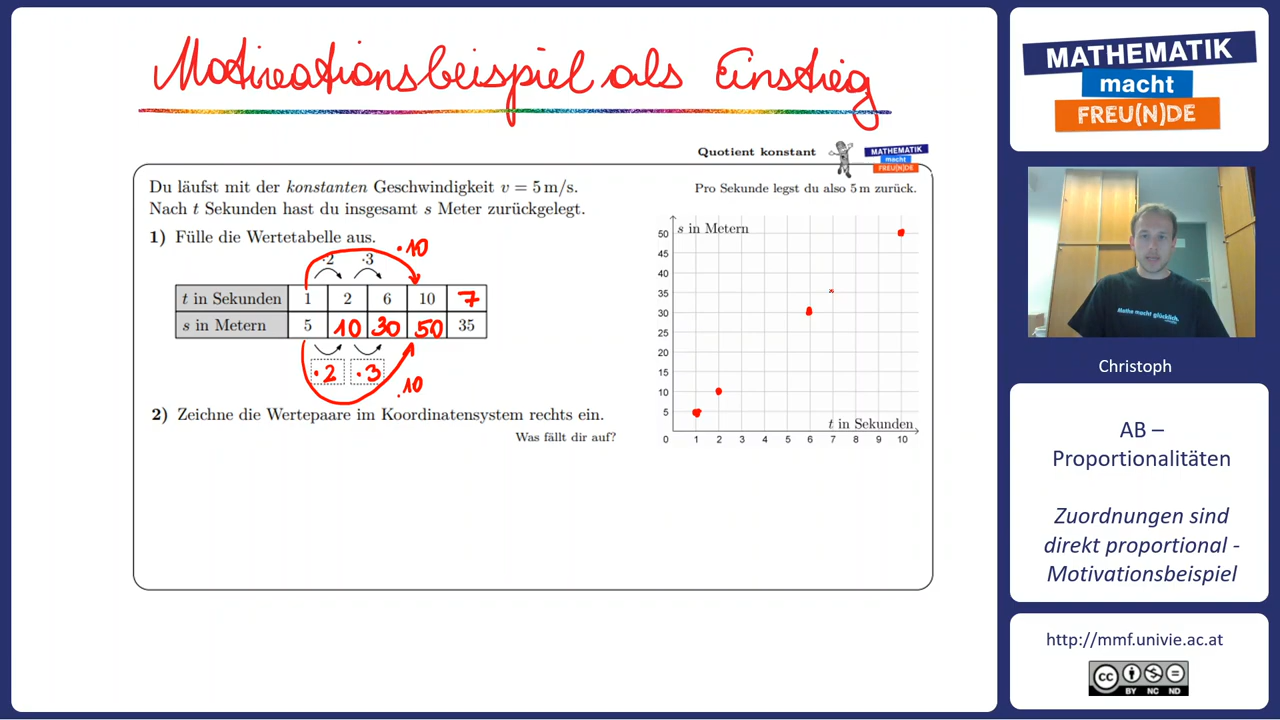 Motivationsbeispiel als Einstieg
Quotient konstant
MATHEMATIK
macht
FREU(N)DE
Du läufst mit der konstanten Geschwindigkeit v = 5 m/s.
Pro Sekunde legst du also 5 m zurück.
Nach t Sekunden hast du insgesamt s Meter zurückgelegt.
1) Fülle die Wertetabelle aus.
·10
·2 ·3
t in Sekunden 1 2 6 10 7
s in Metern 5 10 30 50 35
·2 ·3
·10
2) Zeichne die Wertepaare im Koordinatensystem rechts ein.
Was fällt dir auf?
s in Metern
50
45
40
35
30
25
20
15
10
5
t in Sekunden
0 1 2 3 4 5 6 7 8 9 10
MATHEMATIK
macht
FREU(N)DE
Mathe macht glücklich.
Christoph
AB –
Proportionalitäten
Zuordnungen sind
direkt proportional -
Motivationsbeispiel
http://mmf.univie.ac.at
cc
BY NC ND